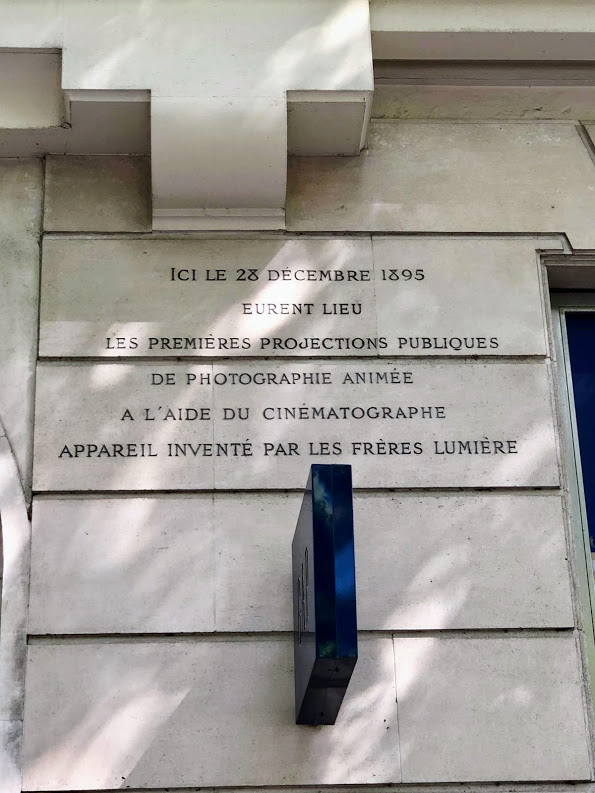 ICI LE 28 DÉCEMBRE 1895
EURENT LIEU
LES PREMIÈRES PROJECTIONS PUBLIQUES
DE PHOTOGRAPHIE ANIMÉE
A L'AIDE DU CINÉMATOGRAPHE
APPAREIL INVENTÉ PAR LES FRÈRES LUMIÈRE